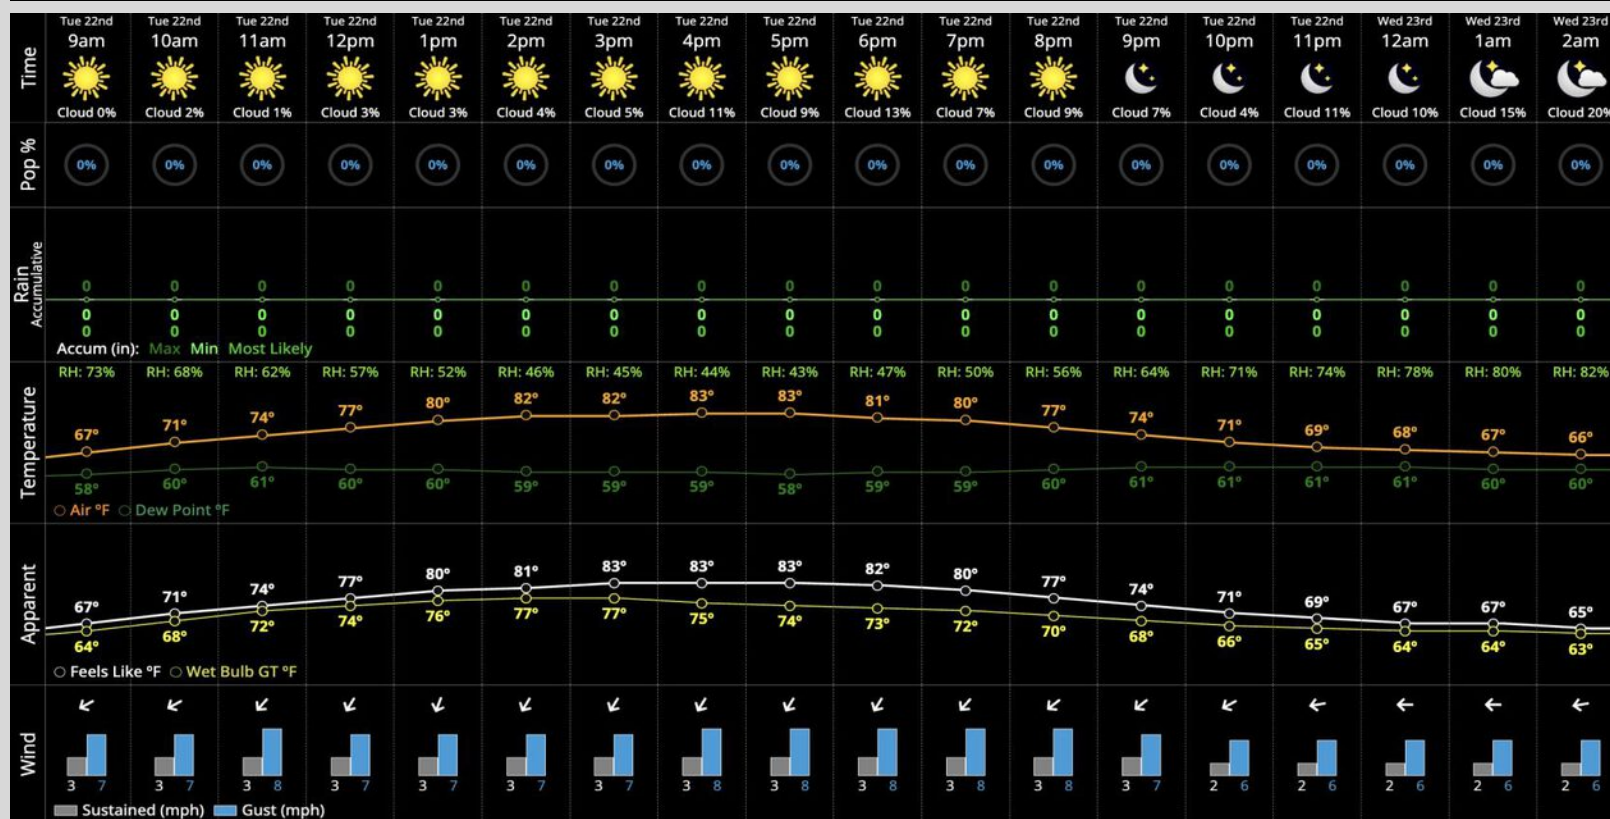 Tue 22nd Tue 22nd Tue 22nd Tue 22nd Tue 22nd Tue 22nd Tue 22nd Tue 22nd Tue 22nd Tue 22nd Tue 22nd Tue 22nd Tue 22nd Tue 22nd Tue 22nd Wed 23rd Wed 23rd Wed 23rd
Time
9am 10am 11am 12pm 1pm 2pm 3pm 4pm 5pm 6pm 7pm 8pm 9pm 10pm 11pm 12am 1am 2am
Cloud 0% Cloud 2% Cloud 1% Cloud 3% Cloud 3% Cloud 4% Cloud 5% Cloud 11% Cloud 9% Cloud 13% Cloud 7% Cloud 9% Cloud 7% Cloud 4% Cloud 11% Cloud 10% Cloud 15% Cloud 20%
Pop %
0% 0% 0% 0% 0% 0% 0% 0% 0% 0% 0% 0% 0% 0% 0% 0% 0% 0%
Rain
Accumulative
0 0 0 0 0 0 0 0 0 0 0 0 0 0 0 0 0 0
0 0 0 0 0 0 0 0 0 0 0 0 0 0 0 0 0 0
0 0 0 0 0 0 0 0 0 0 0 0 0 0 0 0 0 0
Accum (in): Max Min Most Likely
Temperature
RH: 73% RH: 68% RH: 62% RH: 57% RH: 52% RH: 46% RH: 45% RH: 44% RH: 43% RH: 47% RH: 50% RH: 56% RH: 64% RH: 71% RH: 74% RH: 78% RH: 80% RH: 82%
67° 71° 74° 77° 80° 82° 82° 83° 83° 81° 80° 77° 74° 71° 69° 68° 67° 66°
58° 60° 61° 60° 60° 59° 59° 59° 58° 59° 59° 60° 61° 61° 61° 61° 60° 60°
Air ºF Dew Point ºF
Apparent
67° 71° 74° 77° 80° 81° 83° 83° 83° 82° 80° 77° 74° 71° 69° 67° 67° 65°
64° 68° 72° 74° 76° 77° 77° 75° 74° 73° 72° 70° 68° 66° 65° 64° 64° 63°
Feels Like ºF Wet Bulb GT ºF
Wind
3 7 3 7 3 8 3 7 3 7 3 7 3 7 3 8 3 8 3 8 3 8 3 8 3 7 2 6 2 6 2 6 2 6 2 6
Sustained (mph) Gust (mph)